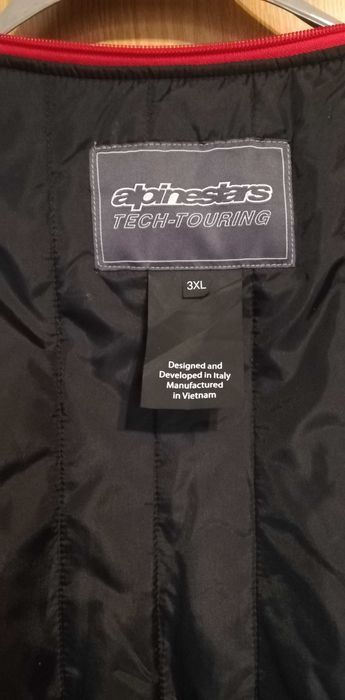 alpinestars
TECH-TOURING
3XL
Designed and
Developed in Italy
Manufactured
in Vietnam